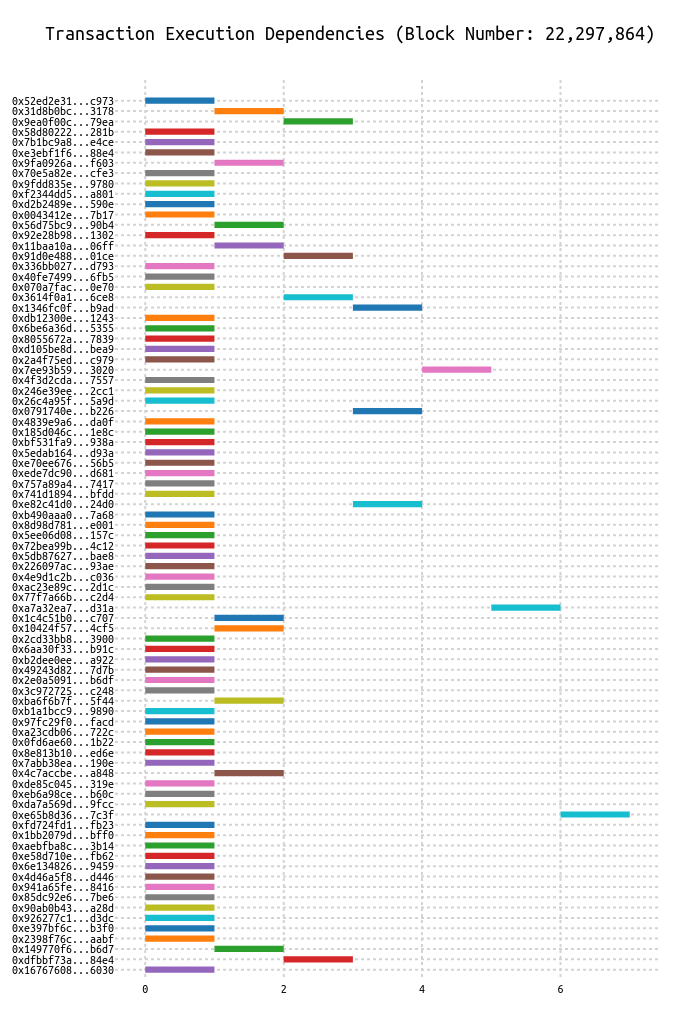 Transaction Execution Dependencies (Block Number: 22,297,864)
0x52ed2e31...c973
0x31d8b0bc...3178
0x9ea0f00c...79ea
0x58d80222...281b
0x7b1bc9a8...e4ce
0xe3ebf1f6...88e4
0x9fa0926a...f603
0x70e5a82e...cfe3
0x9fdd835e...9780
0xf2344dd5...a801
0xd2b2489e...590e
0x0043412e...7b17
0x56d75bc9...90b4
0x92e28b98...1302
0x11baa10a...06ff
0x91d0e488...01ce
0x336bb027...d793
0x40fe7499...6fb5
0x070a7fac...0e70
0x3614f0a1...6ce8
0x1346fc0f...b9ad
0xdb12300e...1243
0x6be6a36d...5355
0x8055672a...7839
0xd105be8d...bea9
0x2a4f75ed...c979
0x7ee93b59...3020
0x4f3d2cda...7557
0x246e39ee...2cc1
0x26c4a95f...5a9d
0x0791740e...b226
0x4839e9a6...da0f
0x185d046c...1e8c
0xbf531fa9...938a
0x5edab164...d93a
0xe70ee676...56b5
0xede7dc90...d681
0x757a89a4...7417
0x741d1894...bfdd
0xe82c41d0...24d0
0xb490aaa0...7a68
0x8d98d781...e001
0x5ee06d08...157c
0x72bea99b...4c12
0x5db87627...bae8
0x226097ac...93ae
0x4e9d1c2b...c036
0xac23e89c...2d1c
0x77f7a66b...c2d4
0xa7a32ea7...d31a
0x1c4c51b0...c707
0x10424f57...4cf5
0x2cd33bb8...3900
0x6aa30f33...b91c
0xb2dee0ee...a922
0x49243d82...7d7b
0x2e0a5091...b6df
0x3c972725...c248
0xba6f6b7f...5f44
0xb1a1bcc9...9890
0x97fc29f0...facd
0xa23cdb06...722c
0x0fd6ae60...1b22
0x8e813b10...ed6e
0x7abb38ea...190e
0x4c7accbe...a848
0xde85c045...319e
0xeb6a98ce...b60c
0xda7a569d...9fcc
0xe65b8d36...7c3f
0xfd724fd1...fb23
0x1bb2079d...bff0
0xaebfba8c...3b14
0xe58d710e...fb62
0x6e134826...9459
0x4d46a5f8...d446
0x941a65fe...8416
0x85dc92e6...7be6
0x90ab0b43...a28d
0x926277c1...d3dc
0xe397bf6c...b3f0
0x2398f76c...aabf
0x149770f6...b6d7
0xdfbbf73a...84e4
0x16767608...6030
0 2 4 6